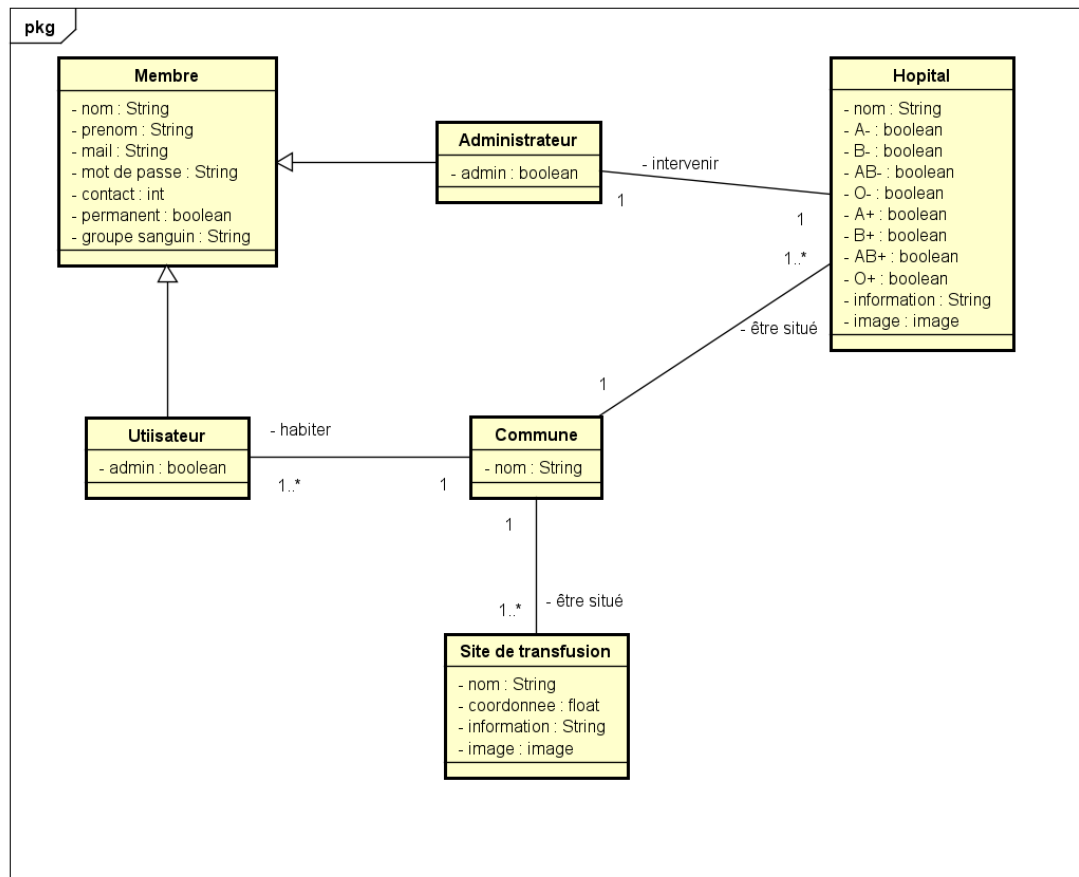 pkg
Membre
- nom : String
- prenom : String
- mail : String
- mot de passe : String
- contact : int
- permanent : boolean
- groupe sanguin : String
Administrateur
- admin : boolean
- intervenir
1
1
Hopital
- nom : String
- A- : boolean
- B- : boolean
- AB- : boolean
- O- : boolean
- A+ : boolean
- B+ : boolean
- AB+ : boolean
- O+ : boolean
- information : String
- image : image
1..*
- être situé
1
Utiisateur
- admin : boolean
- habiter
1..*
1
Commune
- nom : String
1
1..*
- être situé
Site de transfusion
- nom : String
- coordonnee : float
- information : String
- image : image